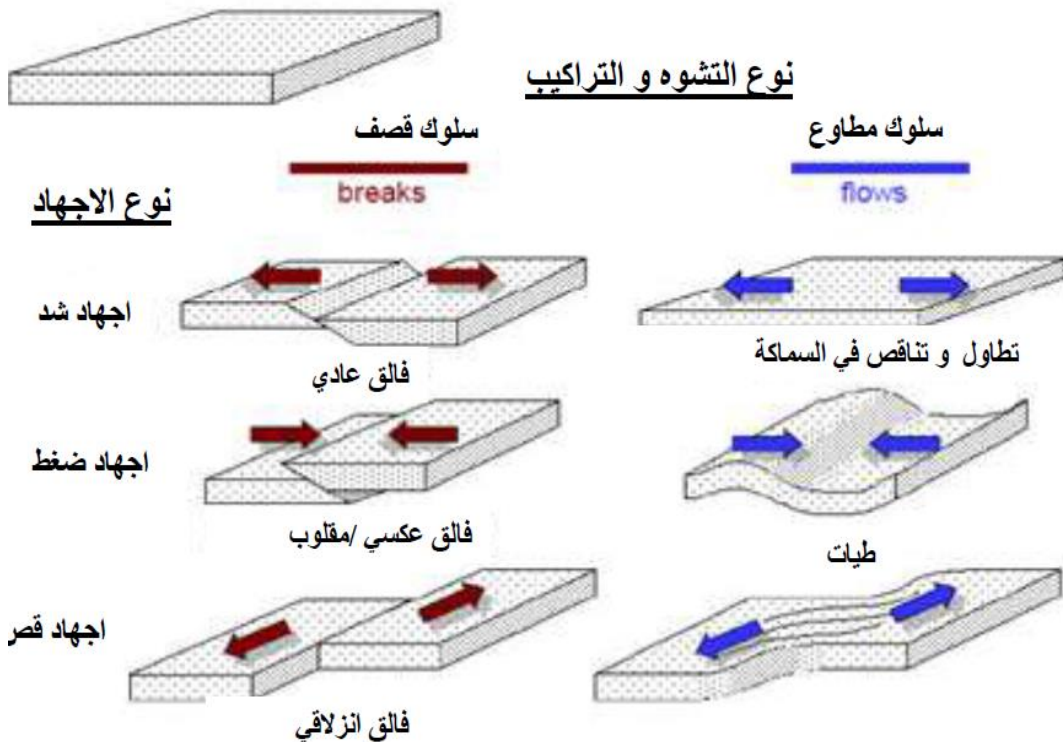 نوع التشوه و التراكيب
سلوك قصف
سلوك مطاوع
breaks
flows
نوع الاجهاد
اجهاد شد
فالق عادي
تطاول و تناقص في السماكة
اجهاد ضغط
فالق عكسي /مقلوب
طيات
اجهاد قص
فالق انزلاقي